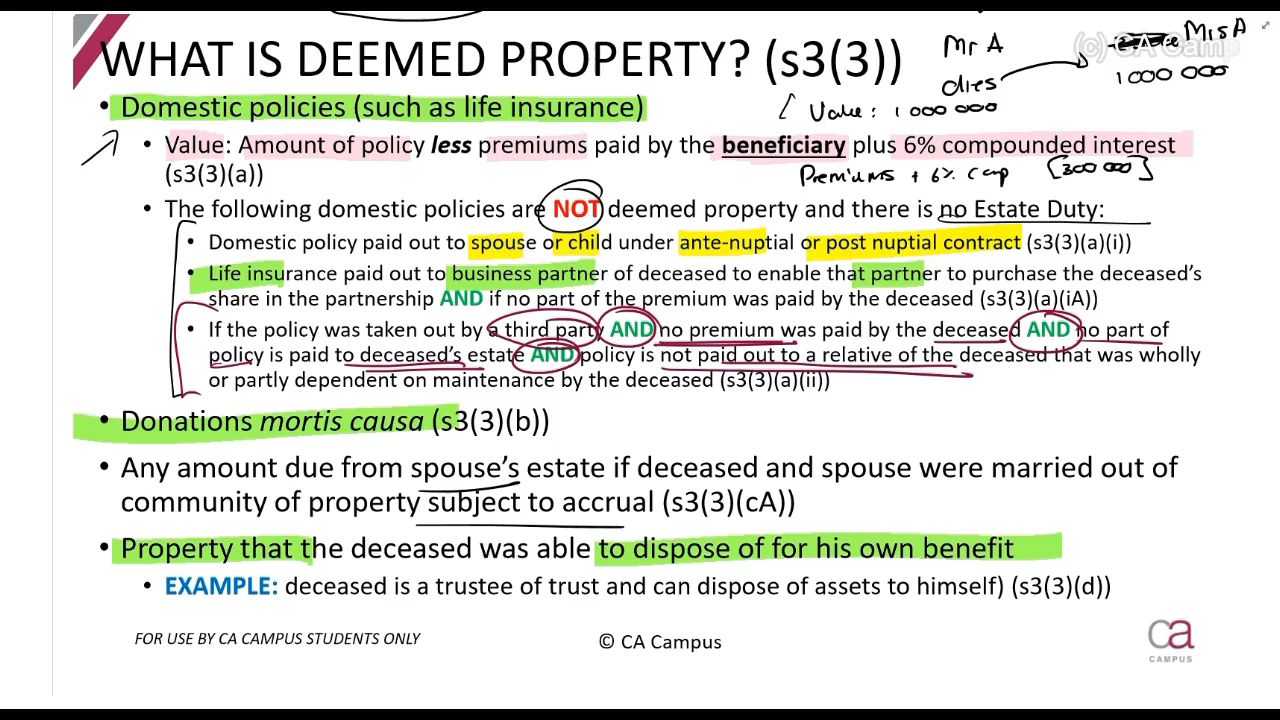 WHAT IS DEEMED PROPERTY? (s3(3))
Mr A
dies
Mrs A
1 000 000
(c) CA Camp
Value: 1 000 000
• Domestic policies (such as life insurance)
• Value: Amount of policy less premiums paid by the beneficiary plus 6% compounded interest
(s3(3)(a))
Premiums + 6% comp [300 000]
• The following domestic policies are NOT deemed property and there is no Estate Duty:
• Domestic policy paid out to spouse or child under ante-nuptial or post nuptial contract (s3(3)(a)(i))
• Life insurance paid out to business partner of deceased to enable that partner to purchase the deceased's
share in the partnership AND if no part of the premium was paid by the deceased (s3(3)(a)(iA))
• If the policy was taken out by a third party AND no premium was paid by the deceased AND no part of
policy is paid to deceased's estate AND policy is not paid out to a relative of the deceased that was wholly
or partly dependent on maintenance by the deceased (s3(3)(a)(ii))
• Donations mortis causa (s3(3)(b))
• Any amount due from spouse's estate if deceased and spouse were married out of
community of property subject to accrual (s3(3)(cA))
• Property that the deceased was able to dispose of for his own benefit
• EXAMPLE: deceased is a trustee of trust and can dispose of assets to himself) (s3(3)(d))
FOR USE BY CA CAMPUS STUDENTS ONLY
© CA Campus
ca
CAMPUS